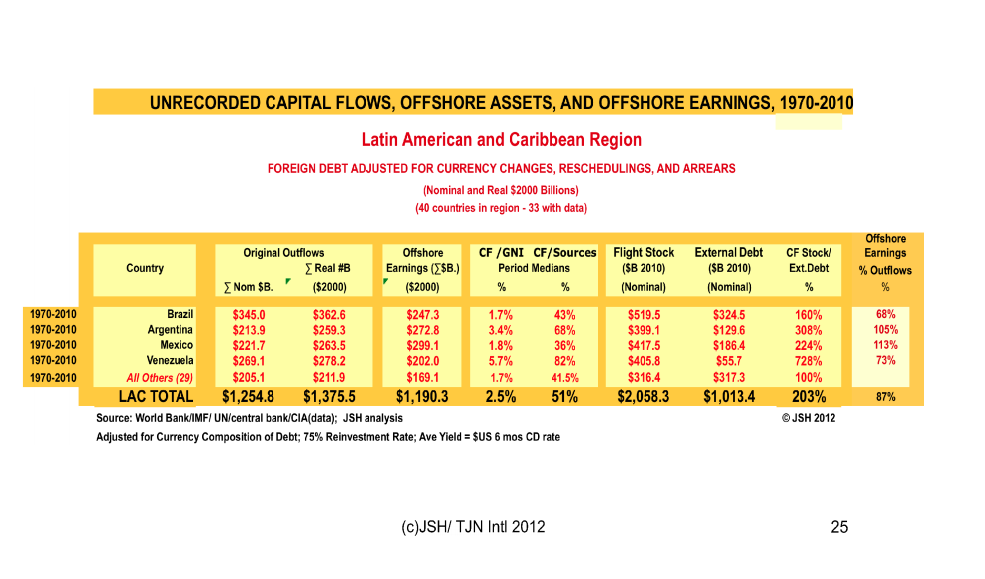 UNRECORDED CAPITAL FLOWS, OFFSHORE ASSETS, AND OFFSHORE EARNINGS, 1970-2010
Latin American and Caribbean Region
FOREIGN DEBT ADJUSTED FOR CURRENCY CHANGES, RESCHEDULINGS, AND ARREARS
(Nominal and Real $2000 Billions)
(40 countries in region - 33 with data)
Offshore
Original Outflows Offshore CF /GNI CF/Sources Flight Stock External Debt CF Stock/ Earnings
Country ∑ Real #B Earnings (∑$B.) Period Medians ($B 2010) ($B 2010) Ext.Debt % Outflows
∑ Nom $B. ($2000) ($2000) % % (Nominal) (Nominal) % %
1970-2010 Brazil $345.0 $362.6 $247.3 1.7% 43% $519.5 $324.5 160% 68%
1970-2010 Argentina $213.9 $259.3 $272.8 3.4% 68% $399.1 $129.6 308% 105%
1970-2010 Mexico $221.7 $263.5 $299.1 1.8% 36% $417.5 $186.4 224% 113%
1970-2010 Venezuela $269.1 $278.2 $202.0 5.7% 82% $405.8 $55.7 728% 73%
1970-2010 All Others (29) $205.1 $211.9 $169.1 1.7% 41.5% $316.4 $317.3 100%
LAC TOTAL $1,254.8 $1,375.5 $1,190.3 2.5% 51% $2,058.3 $1,013.4 203% 87%
Source: World Bank/IMF/ UN/central bank/CIA(data); JSH analysis © JSH 2012
Adjusted for Currency Composition of Debt; 75% Reinvestment Rate; Ave Yield = $US 6 mos CD rate
(c)JSH/ TJN Intl 2012 25